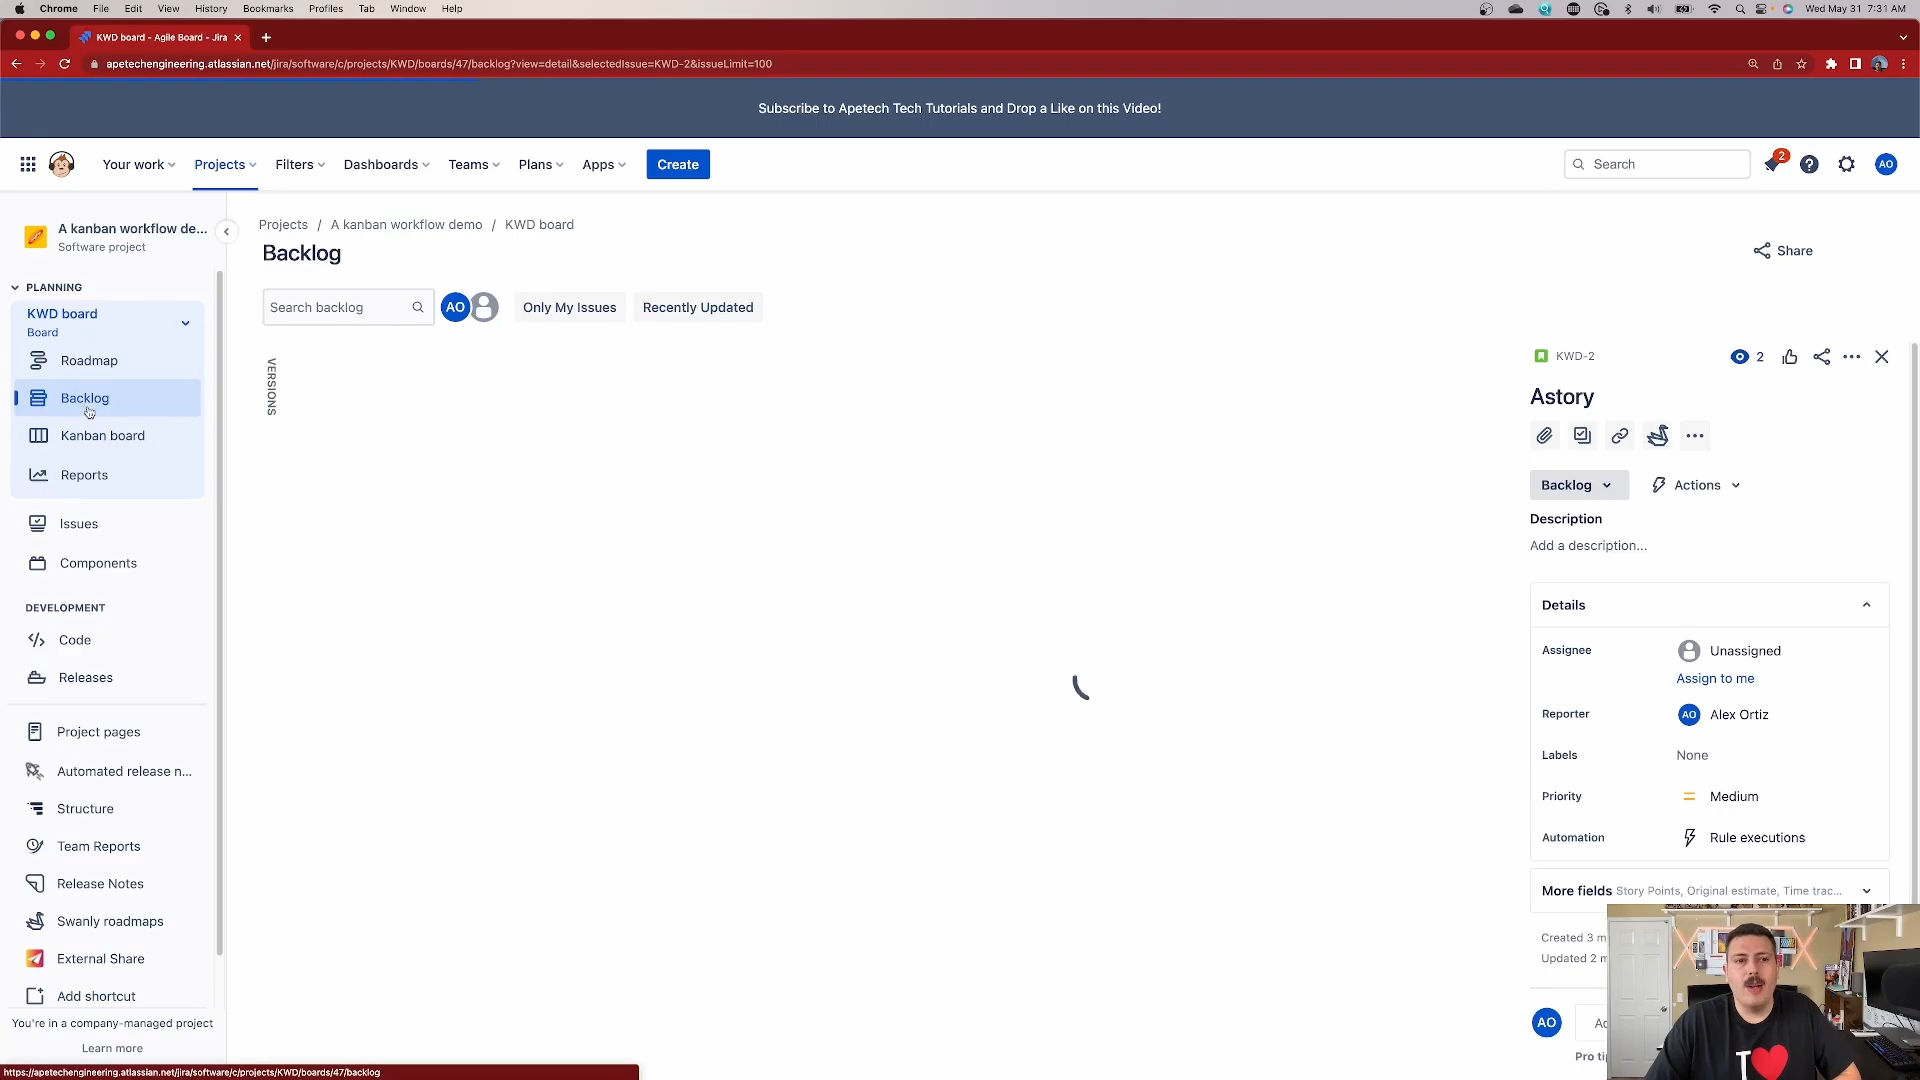 Chrome File Edit View History Bookmarks Profiles Tab Window Help
Wed May 31 7:31 AM
KWD board - Agile Board - Jira
apetechengineering.atlassian.net/jira/software/c/projects/KWD/boards/47/backlog?view=detail&selectedIssue=KWD-2&issueLimit=100
Subscribe to Apetech Tech Tutorials and Drop a Like on this Video!
Your work Projects Filters Dashboards Teams Plans Apps Create
Search
2
AO
A kanban workflow de...
Software project
PLANNING
KWD board
Board
Roadmap
Backlog
Kanban board
Reports
Issues
Components
DEVELOPMENT
Code
Releases
Project pages
Automated release n...
Structure
Team Reports
Release Notes
Swanly roadmaps
External Share
Add shortcut
You're in a company-managed project
Learn more
https://apetechengineering.atlassian.net/jira/software/c/projects/KWD/boards/47/backlog
Projects / A kanban workflow demo / KWD board
Backlog
Share
Search backlog
AO
Only My Issues
Recently Updated
VERSIONS
KWD-2
2
Astory
Backlog
Actions
Description
Add a description...
Details
Assignee
Unassigned
Assign to me
Reporter
AO
Alex Ortiz
Labels
None
Priority
Medium
Automation
Rule executions
More fields Story Points, Original estimate, Time trac...
Created 3 m
Updated 2 m
AO
Pro
I